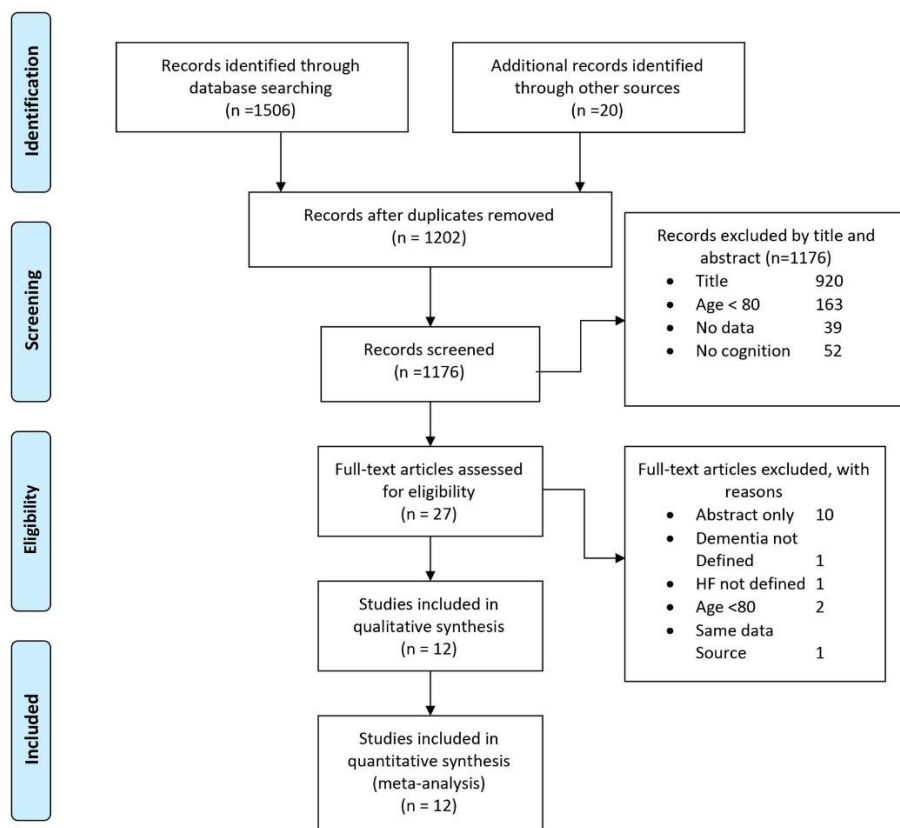 Identification
Records identified through
database searching
(n =1506)
Additional records identified
through other sources
(n =20)
Records after duplicates removed
(n = 1202)
Screening
Records screened
(n =1176)
Records excluded by title and
abstract (n=1176)
• Title 920
• Age < 80 163
• No data 39
• No cognition 52
Eligibility
Full-text articles assessed
for eligibility
(n = 27)
Full-text articles excluded, with
reasons
• Abstract only 10
• Dementia not
Defined 1
• HF not defined 1
• Age <80 2
• Same data
Source 1
Studies included in
qualitative synthesis
(n = 12)
Included
Studies included in
quantitative synthesis
(meta-analysis)
(n = 12)